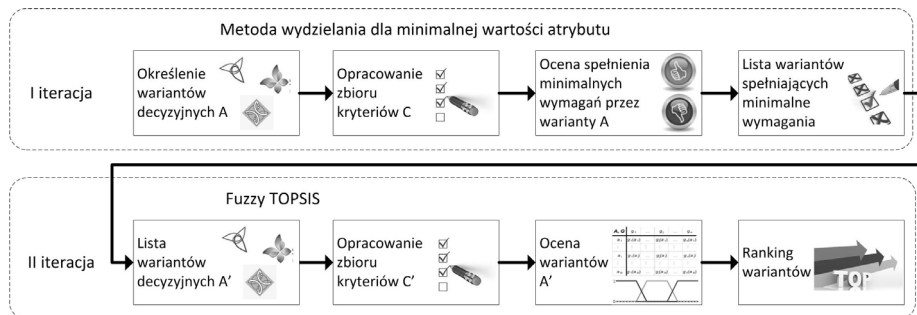 Metoda wydzielania dla minimalnej wartości atrybutu
I iteracja
Określenie
wariantów
decyzyjnych A
Opracowanie
zbioru
kryteriów C
Ocena spełnienia
minimalnych
wymagań przez
warianty A
Lista wariantów
spełniających
minimalne
wymagania
Fuzzy TOPSIS
II iteracja
Lista
wariantów
decyzyjnych A’
Opracowanie
zbioru
kryteriów C’
Ocena
wariantów
A’
Ranking
wariantów
TOP